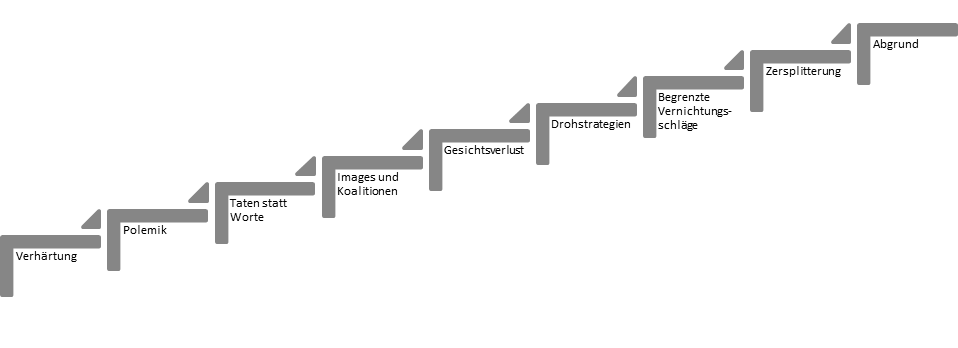 Verhärtung
Polemik
Taten statt
Worte
Images und
Koalitionen
Gesichtsverlust
Drohstrategien
Begrenzte
Vernichtungs-
schläge
Zersplitterung
Abgrund